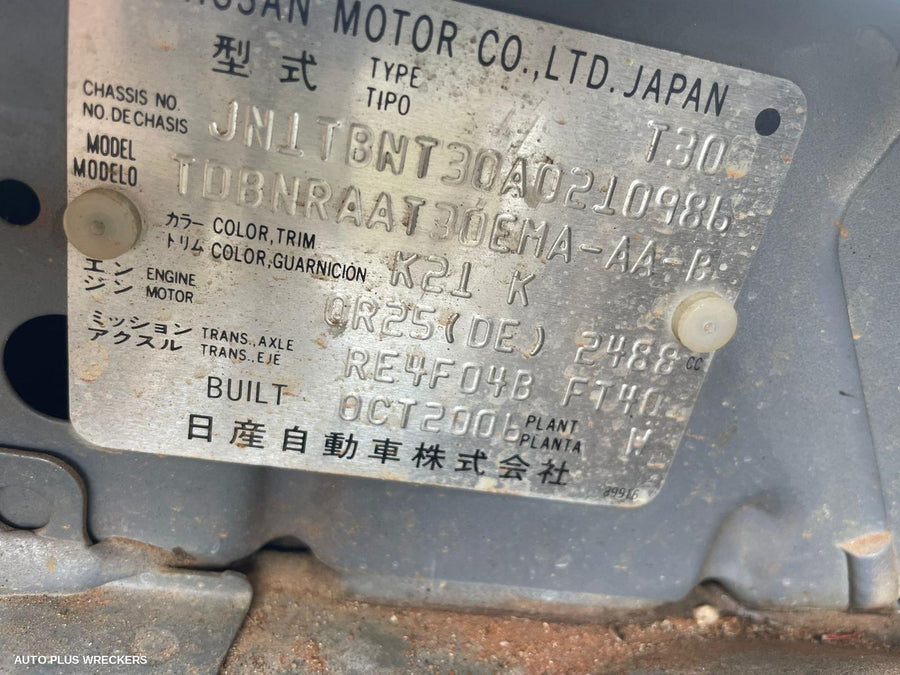 MOTOR CO.,LTD. JAPAN
型式 TYPE TIPO T30
CHASSIS NO. NO. DE CHASIS JN1TBNT30A0210986
MODEL MODELO TDBNRAAT30EMA-AA-B
カラー トリム COLOR,TRIM COLOR,GUARNICIÓN K21 K
エンジン ENGINE MOTOR QR25(DE) 2488 CC
ミッション アクスル TRANS.,AXLE TRANS.,EJE RE4F04B FT40
BUILT OCT2006 PLANT PLANTA W
日産自動車株式会社
89916
AUTO PLUS WRECKERS